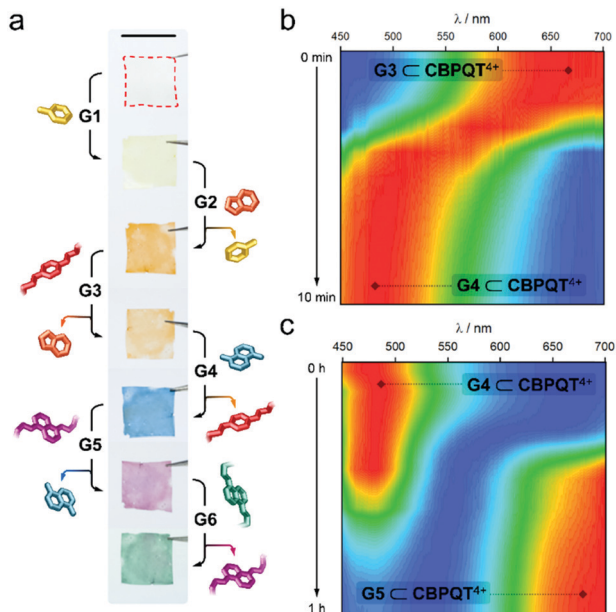 a
G1
G2
G3
G4
G5
G6
b
λ / nm
450 500 550 600 650 700
0 min
G3 ⊂ CBPQT4+
G4 ⊂ CBPQT4+
10 min
c
λ / nm
450 500 550 600 650 700
0 h
G4 ⊂ CBPQT4+
G5 ⊂ CBPQT4+
1 h